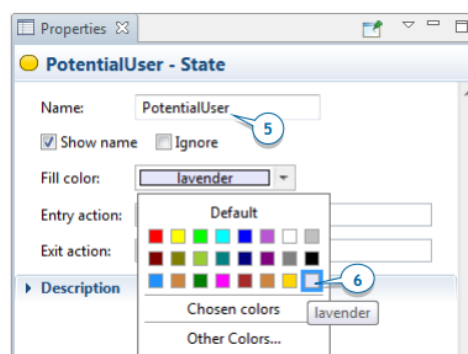 Properties
PotentialUser - State
Name: PotentialUser
5
Show name Ignore
Fill color: lavender
Entry action:
Default
Exit action:
Description
6
Chosen colors
lavender
Other Colors...